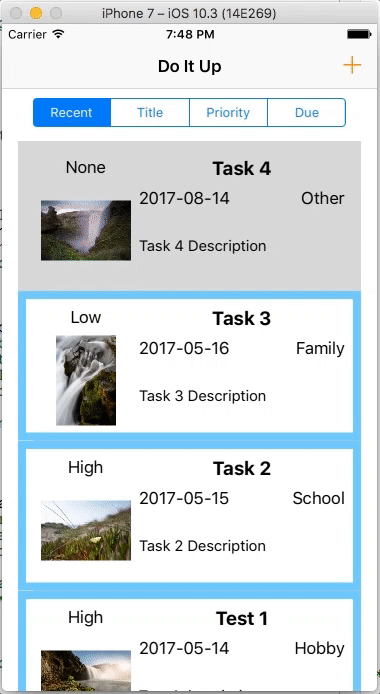 iPhone 7 – iOS 10.3 (14E269)
Carrier 7:48 PM
Do It Up +
Recent Title Priority Due
None Task 4
2017-08-14 Other
Task 4 Description
Low Task 3
2017-05-16 Family
Task 3 Description
High Task 2
2017-05-15 School
Task 2 Description
High Test 1
2017-05-14 Hobby